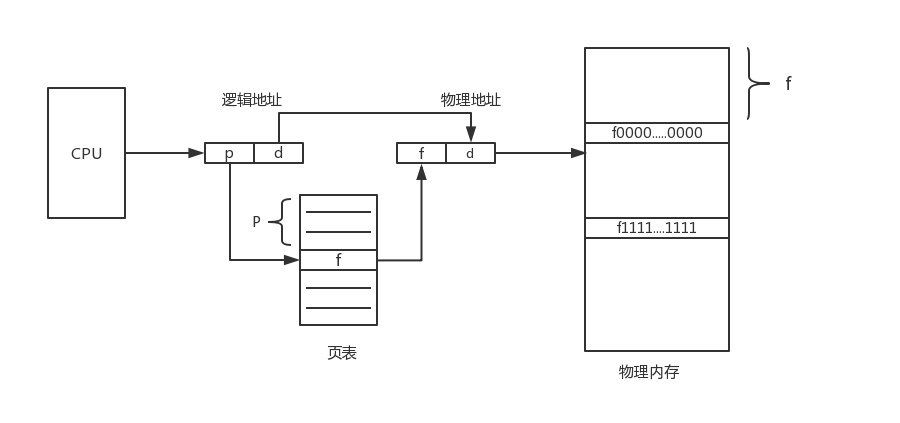 逻辑地址
物理地址
f
f0000.....0000
CPU
p
d
f
d
P
f1111....1111
f
页表
物理内存